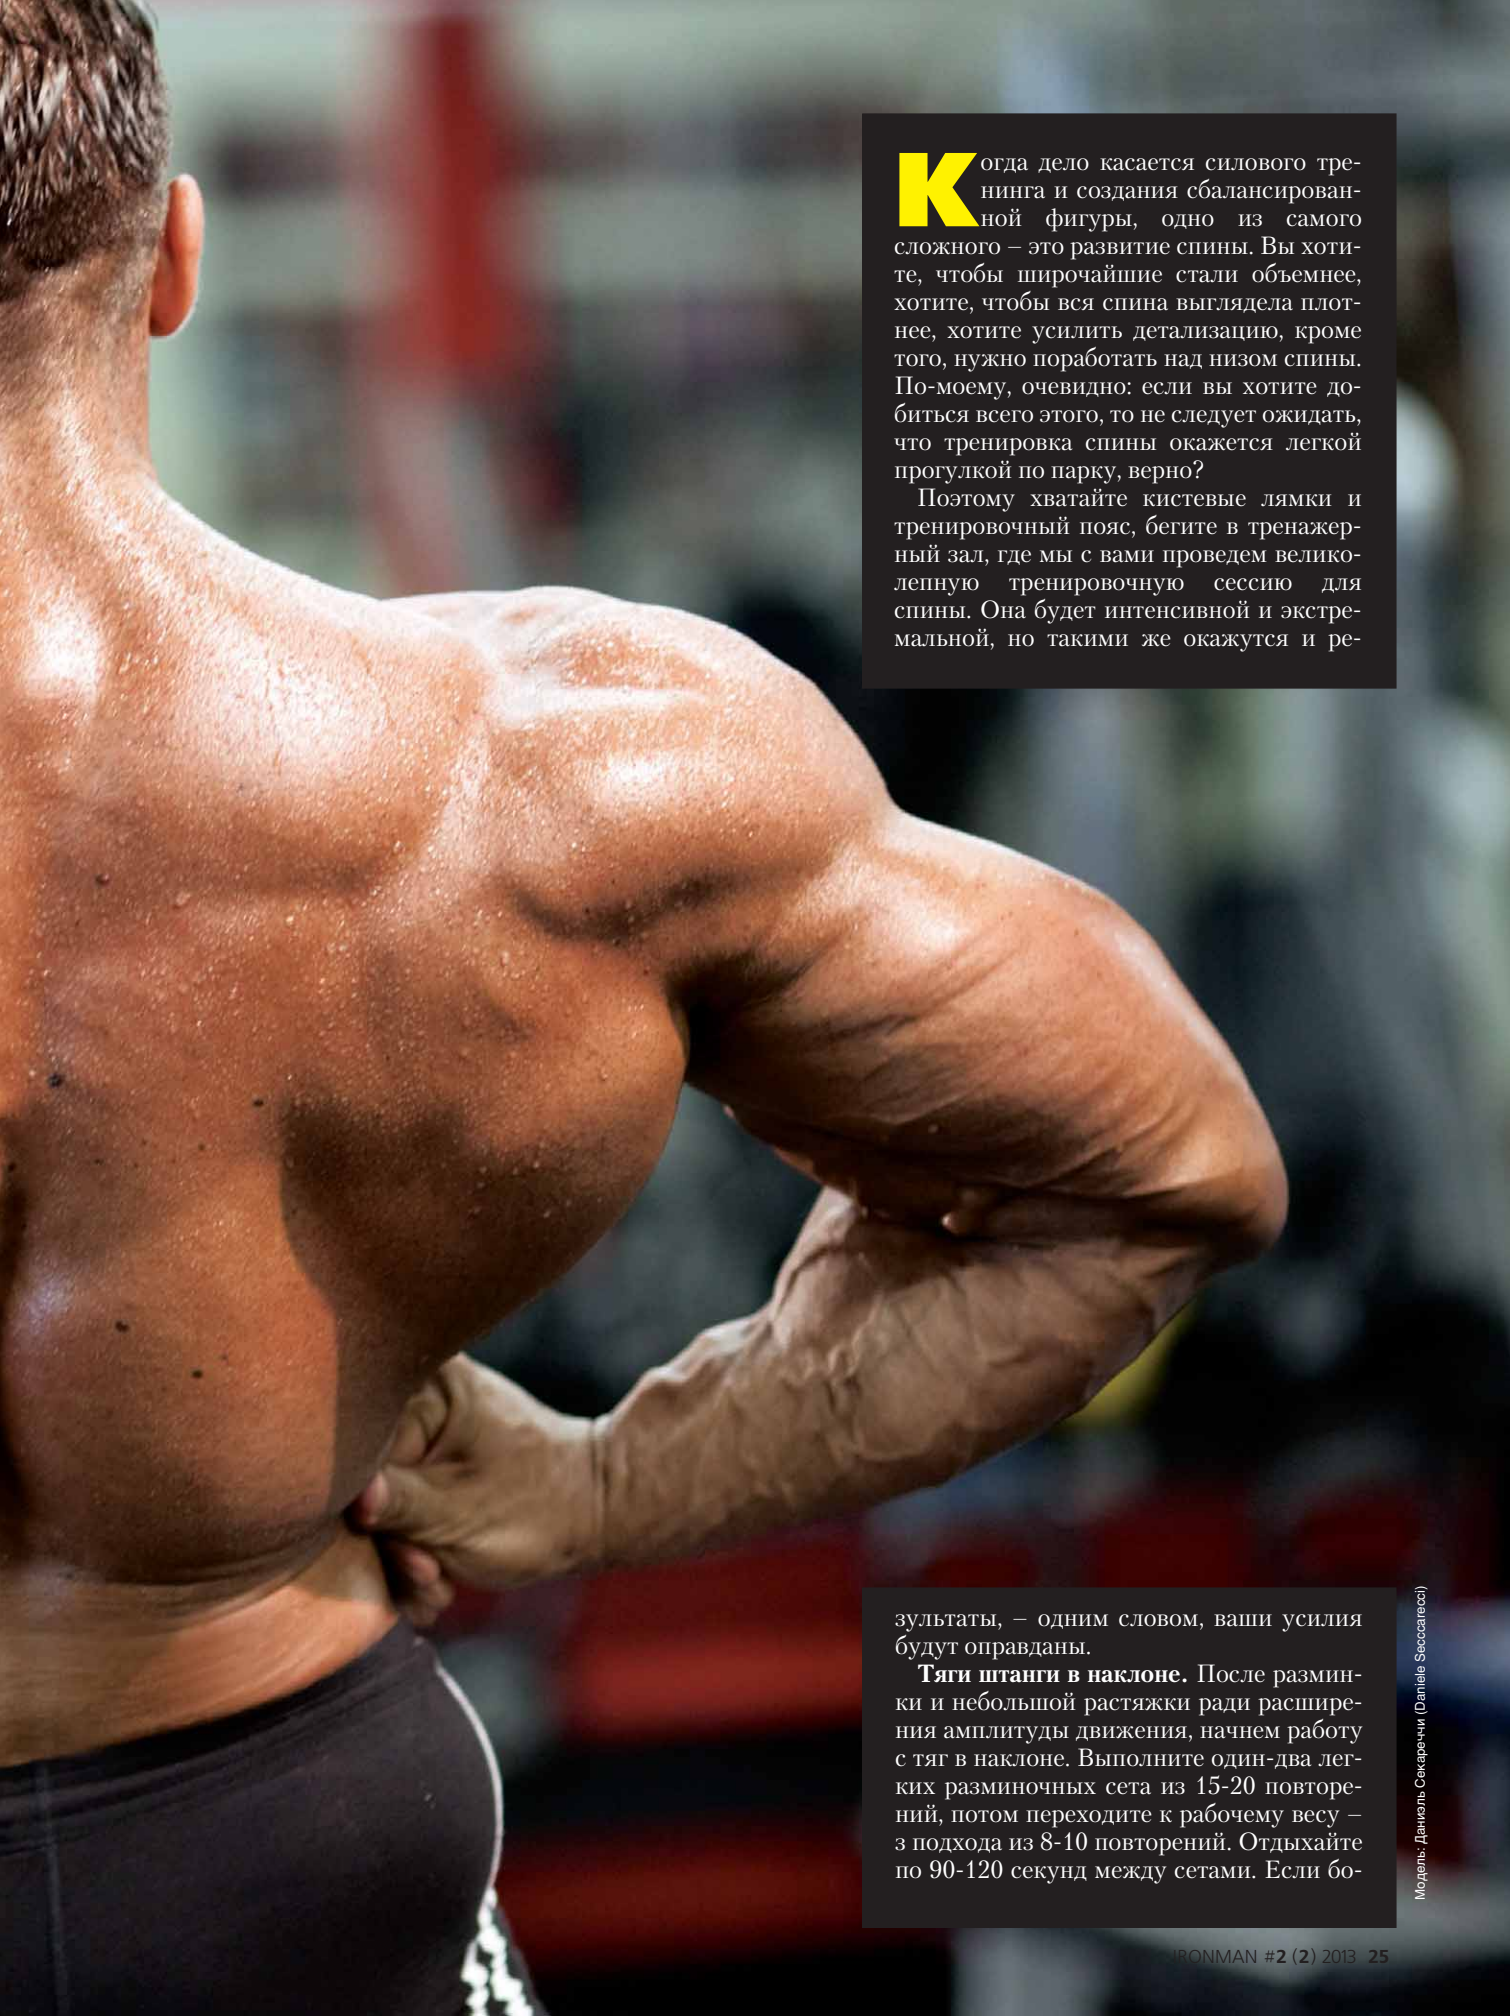 Когда дело касается силового тре-
нинга и создания сбалансирован-
ной фигуры, одно из самого
сложного – это развитие спины. Вы хоти-
те, чтобы широчайшие стали объемнее,
хотите, чтобы вся спина выглядела плот-
нее, хотите усилить детализацию, кроме
того, нужно поработать над низом спины.
По-моему, очевидно: если вы хотите до-
биться всего этого, то не следует ожидать,
что тренировка спины окажется легкой
прогулкой по парку, верно?
Поэтому хватайте кистевые лямки и
тренировочный пояс, бегите в тренажер-
ный зал, где мы с вами проведем велико-
лепную тренировочную сессию для
спины. Она будет интенсивной и экстре-
мальной, но такими же окажутся и ре-
зультаты, – одним словом, ваши усилия
будут оправданы.
Тяги штанги в наклоне. После размин-
ки и небольшой растяжки ради расшире-
ния амплитуды движения, начнем работу
с тяг в наклоне. Выполните один-два лег-
ких разминочных сета из 15-20 повторе-
ний, потом переходите к рабочему весу –
з подхода из 8-10 повторений. Отдыхайте
по 90-120 секунд между сетами. Если бо-
Модель: Даниэль Секареччи (Daniele Secccarecci)
IRONMAN #2 (2) 2013 25